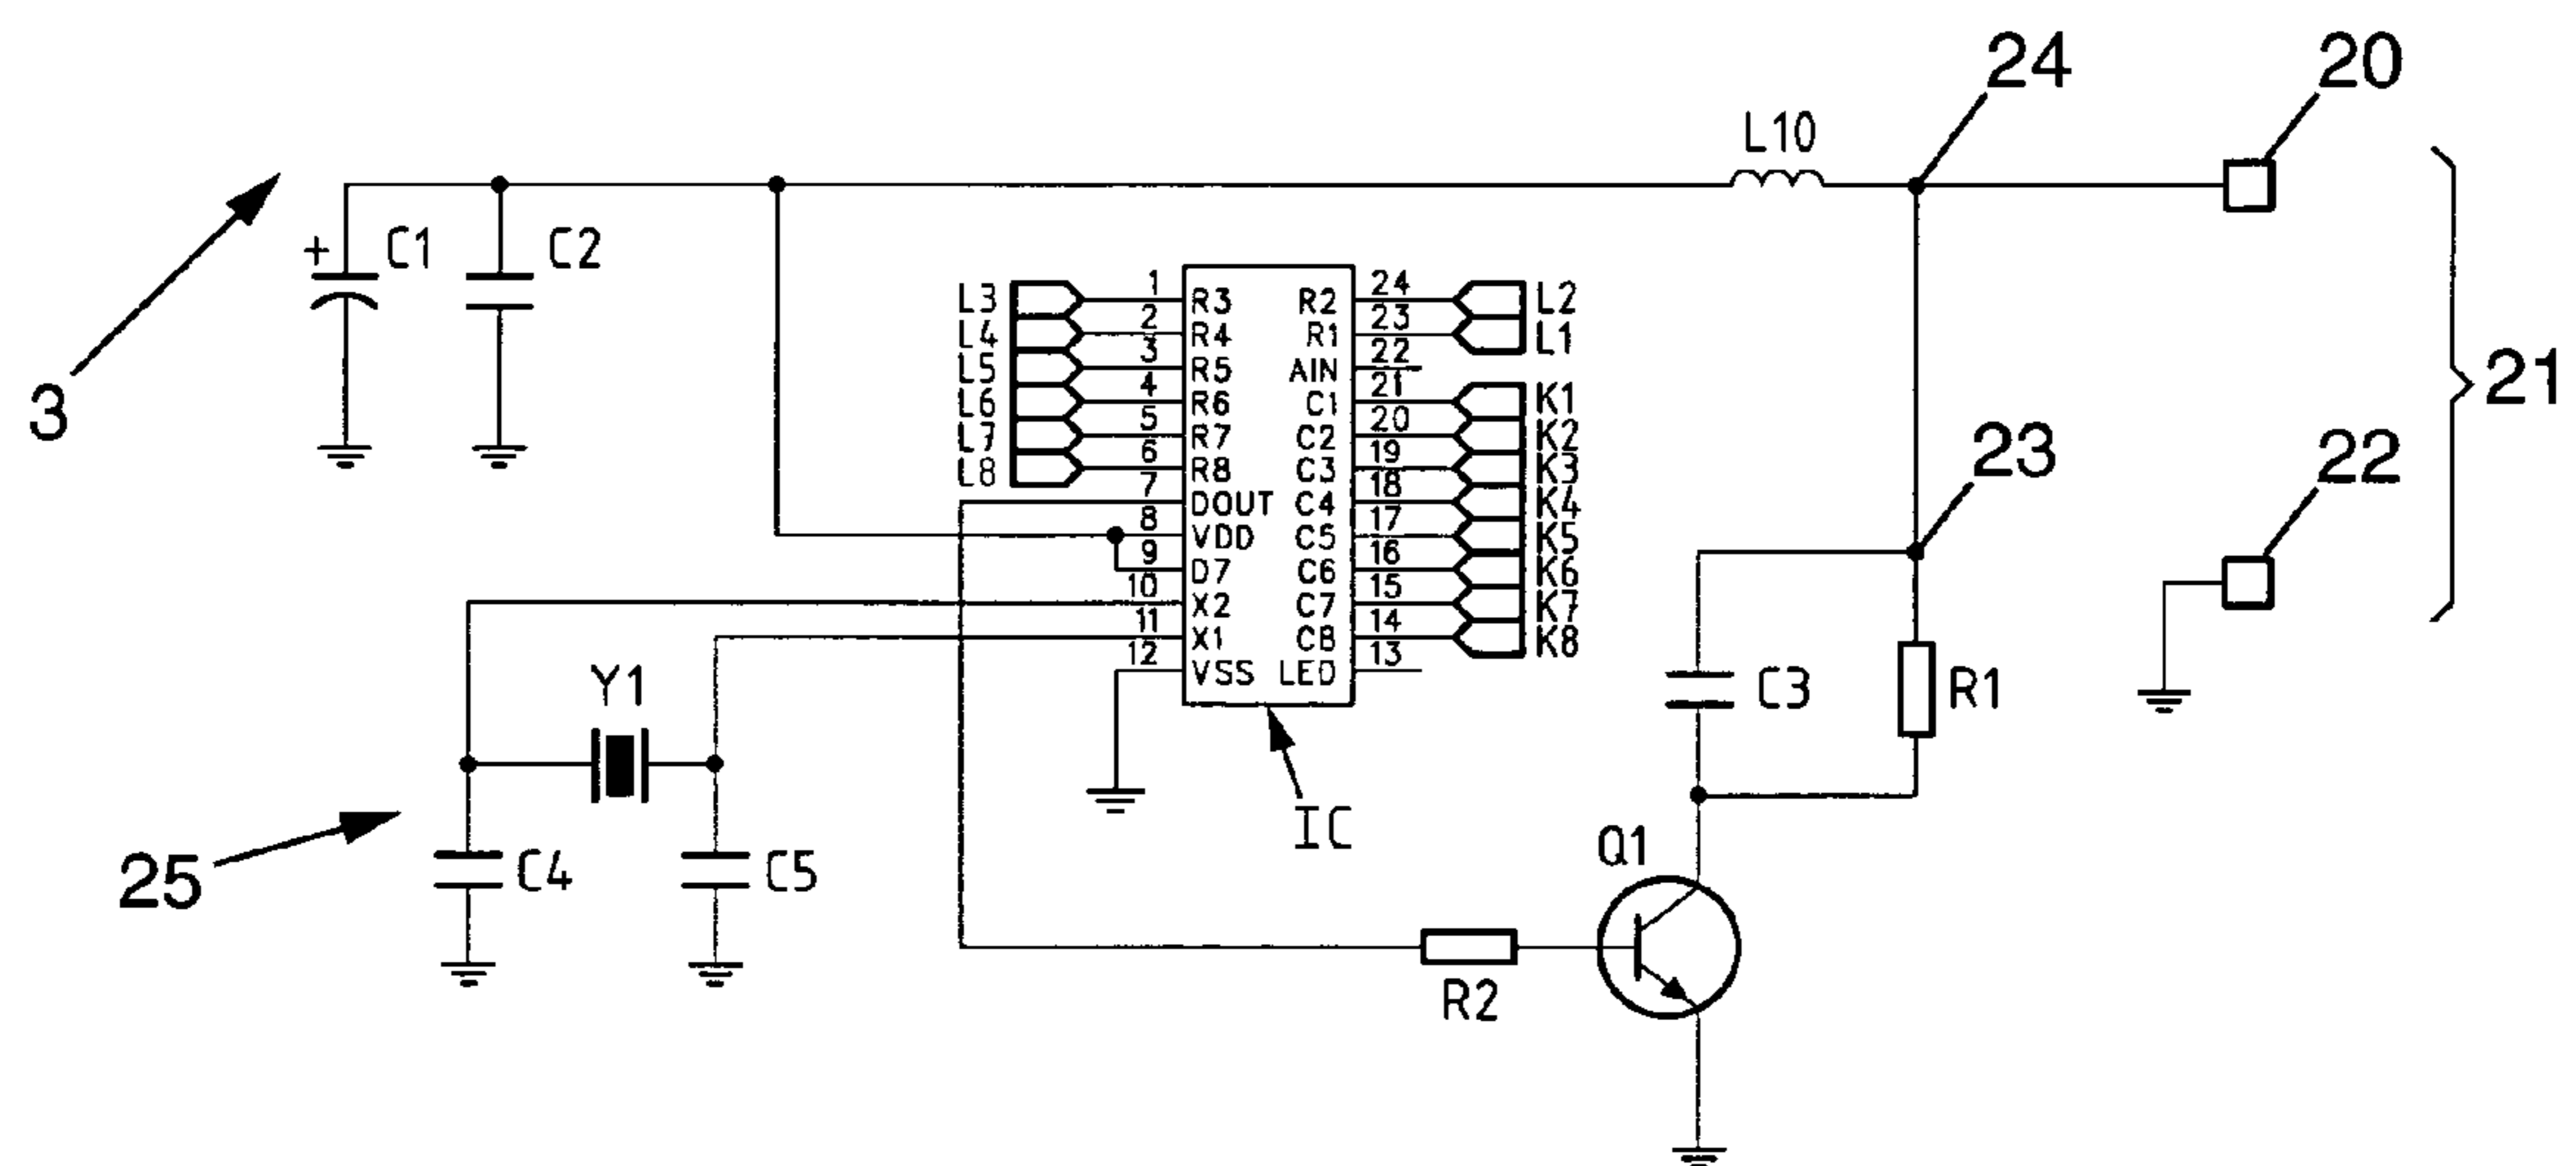 24 20
L10
3
+ C1 C2
L3 1 R3 R2 24 L2
L4 2 R4 R1 23 L1
L5 3 R5 AIN 22
L6 4 R6 C1 21 K1
L7 5 R7 C2 20 K2
L8 6 R8 C3 19 K3
7 DOUT C4 18 K4
8 VDD C5 17 K5
9 D7 C6 16 K6
10 X2 C7 15 K7
11 X1 C8 14 K8
12 VSS LED 13
21
23 22
Y1
C3 R1
IC
25
C4 C5
Q1
R2